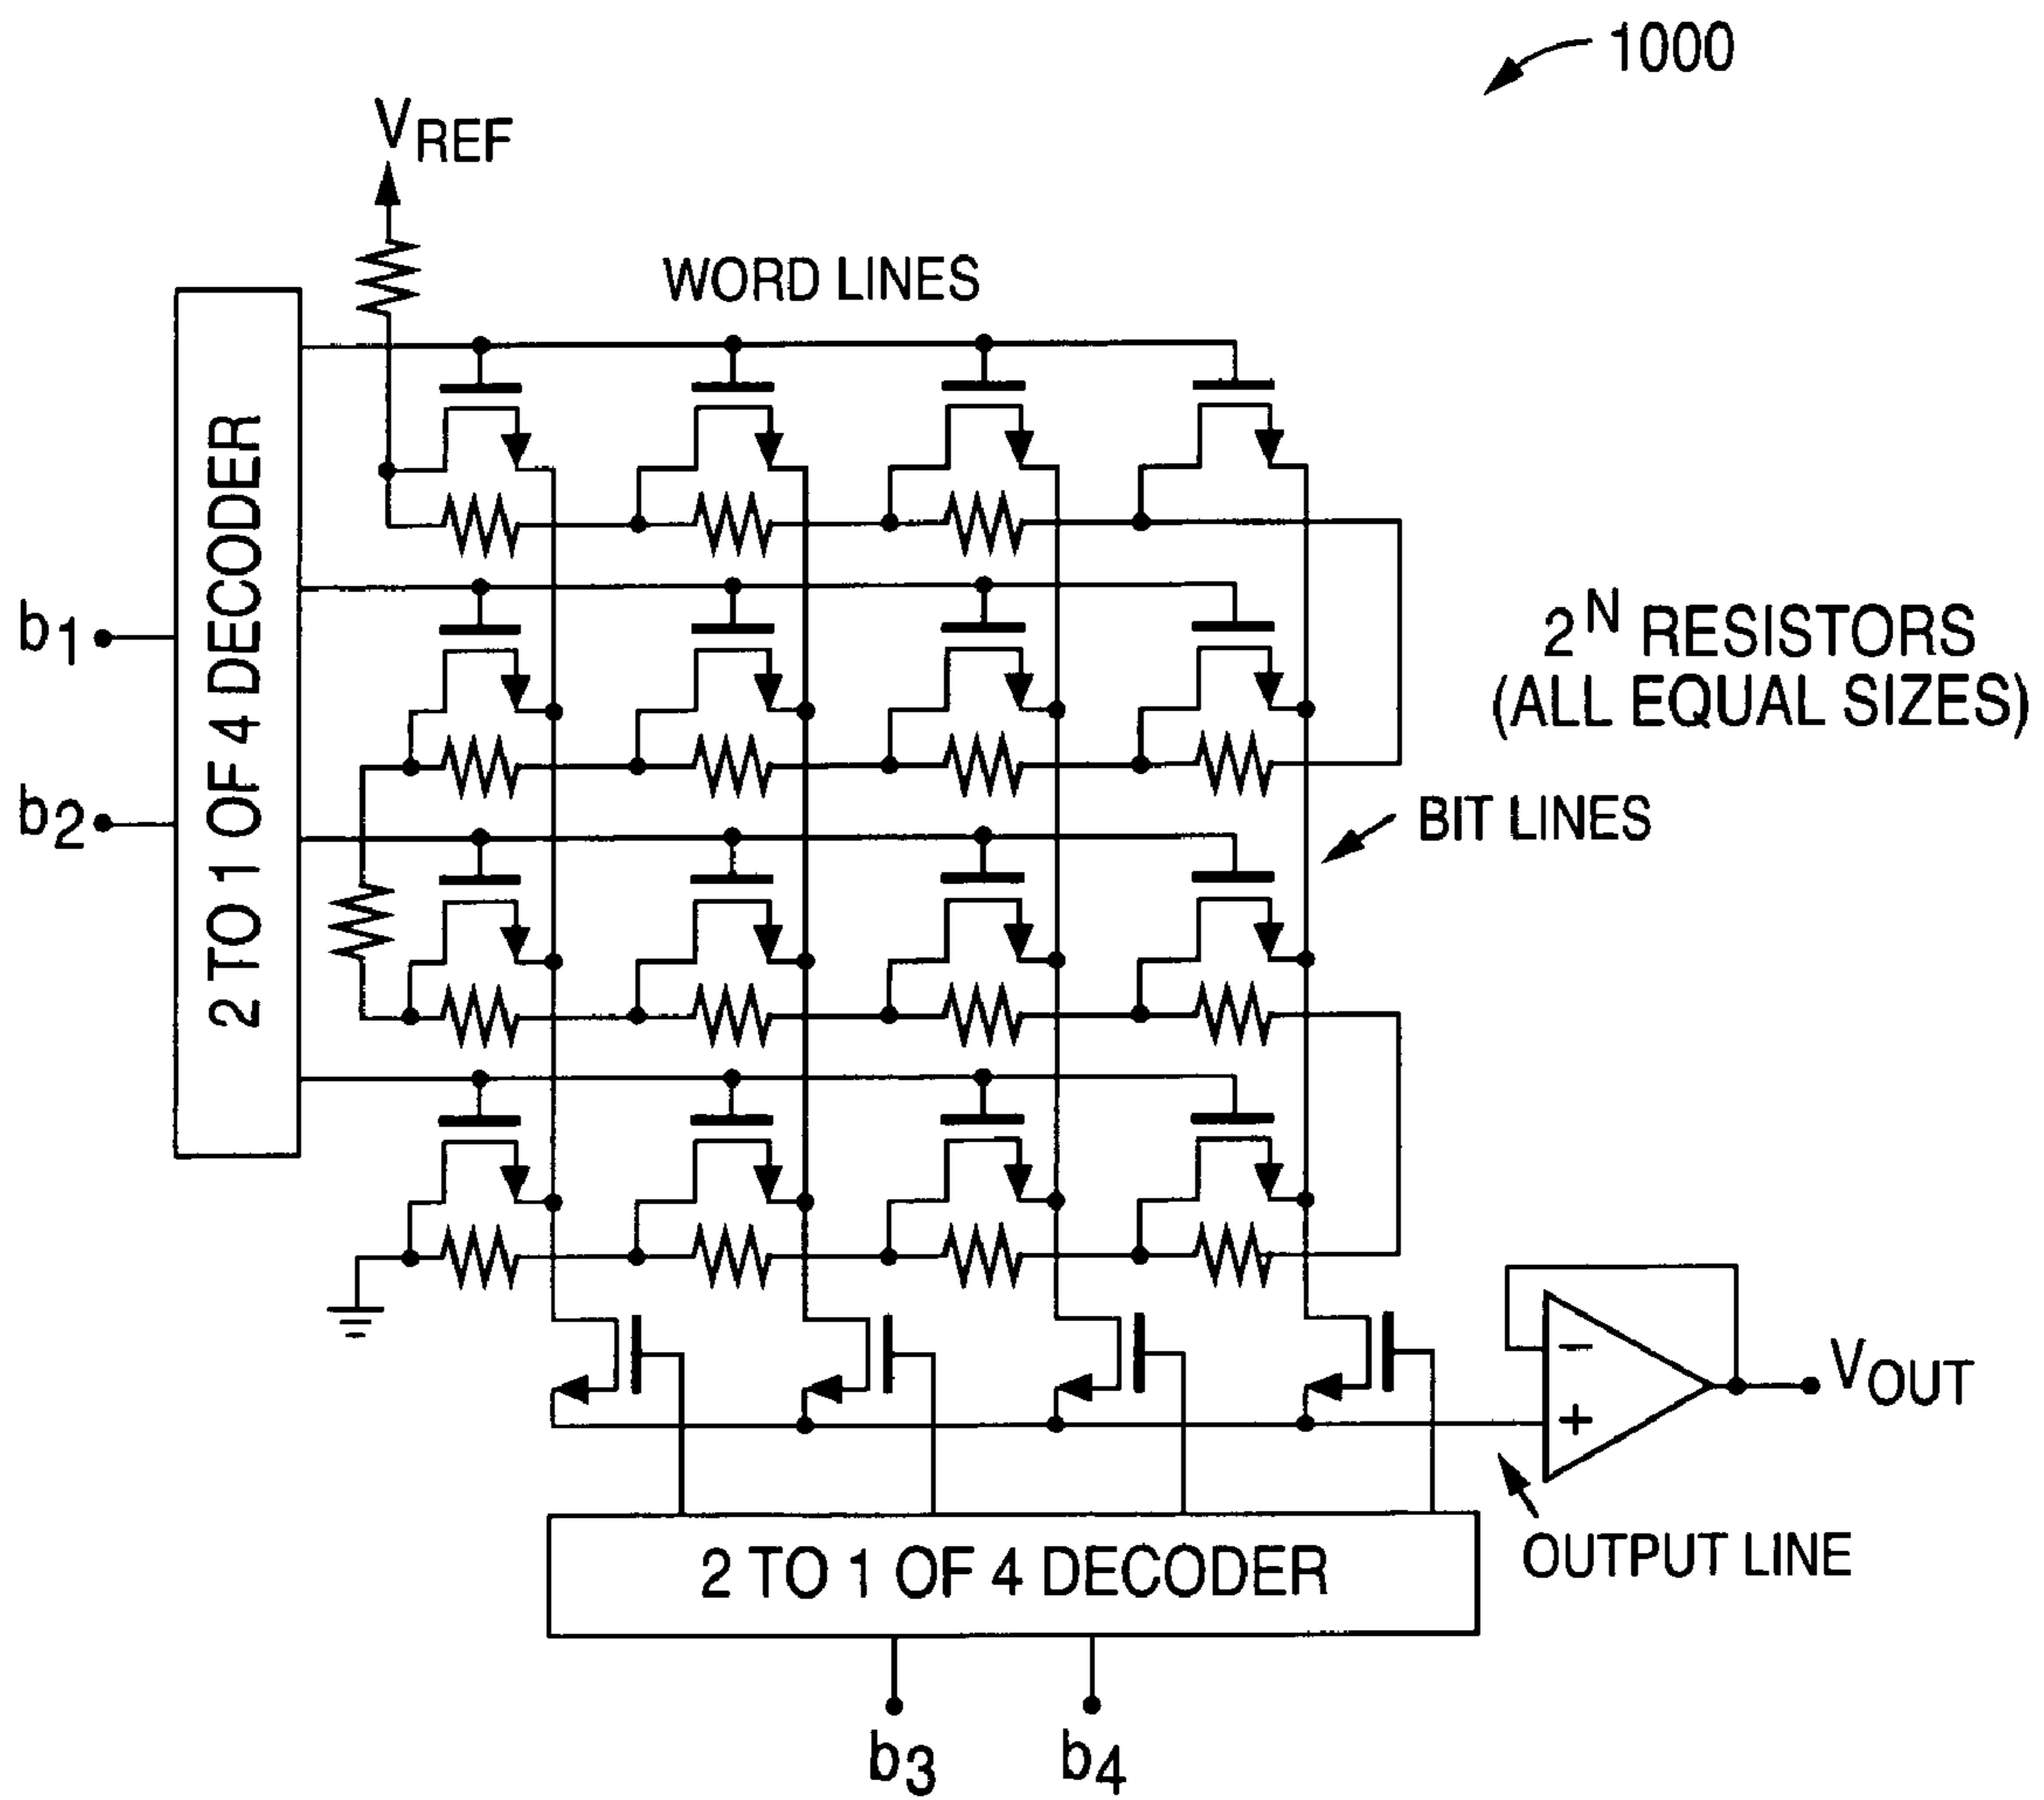 1000
VREF
WORD LINES
2 TO 1 OF 4 DECODER
b1
b2
2^N RESISTORS
(ALL EQUAL SIZES)
BIT LINES
−
+
VOUT
OUTPUT LINE
2 TO 1 OF 4 DECODER
b3
b4